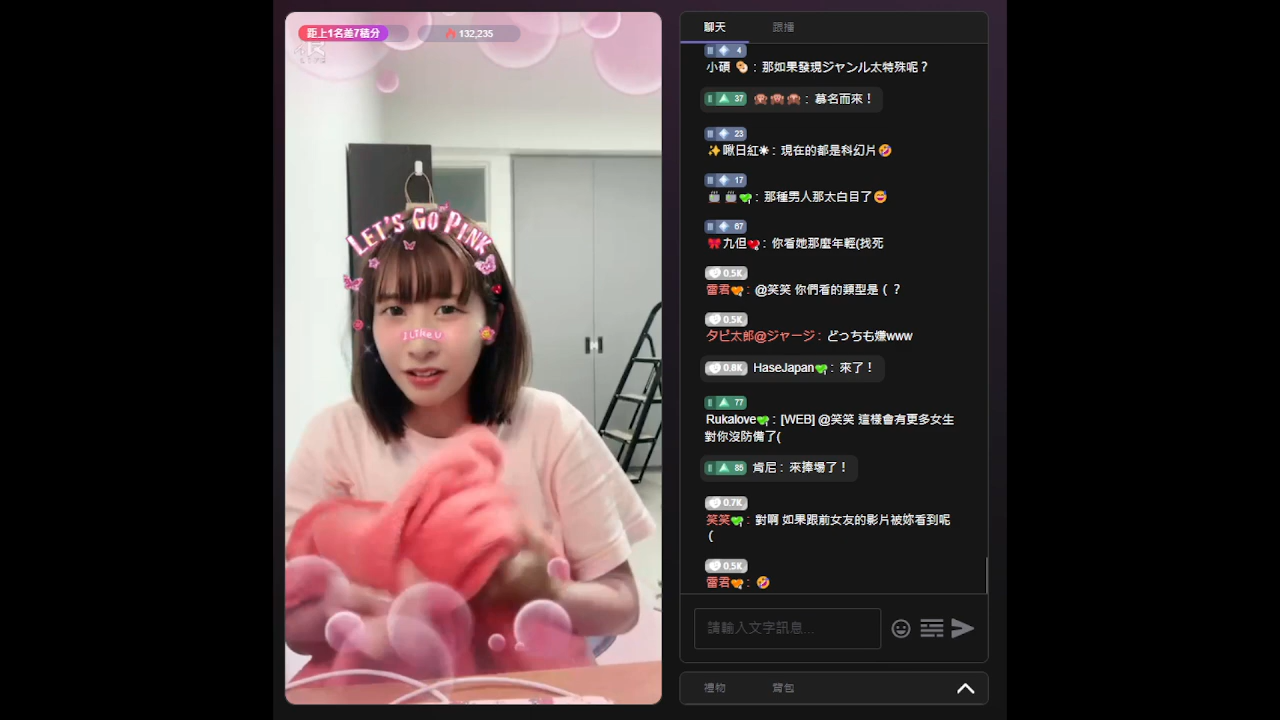 距上1名差7積分
132,235
LIVE
LET'S GO PINK
I Like U
聊天
跟播
4
小碩 : 那如果發現ジャンル太特殊呢？
37 : 慕名而來！
23
啾日紅 : 現在的都是科幻片
17
: 那種男人那太白目了
67
九但 : 你看她那麼年輕(找死
0.5K
雷君 : @笑笑 你們看的類型是 ( ？
0.5K
タピ太郎@ジャージ : どっちも嫌www
0.8K HaseJapan : 來了！
77
Rukalove : [WEB] @笑笑 這樣會有更多女生
對你沒防備了(
85 肯尼 : 來捧場了！
0.7K
笑笑 : 對啊 如果跟前女友的影片被妳看到呢
(
0.5K
雷君 :
請輸入文字訊息...
禮物
背包